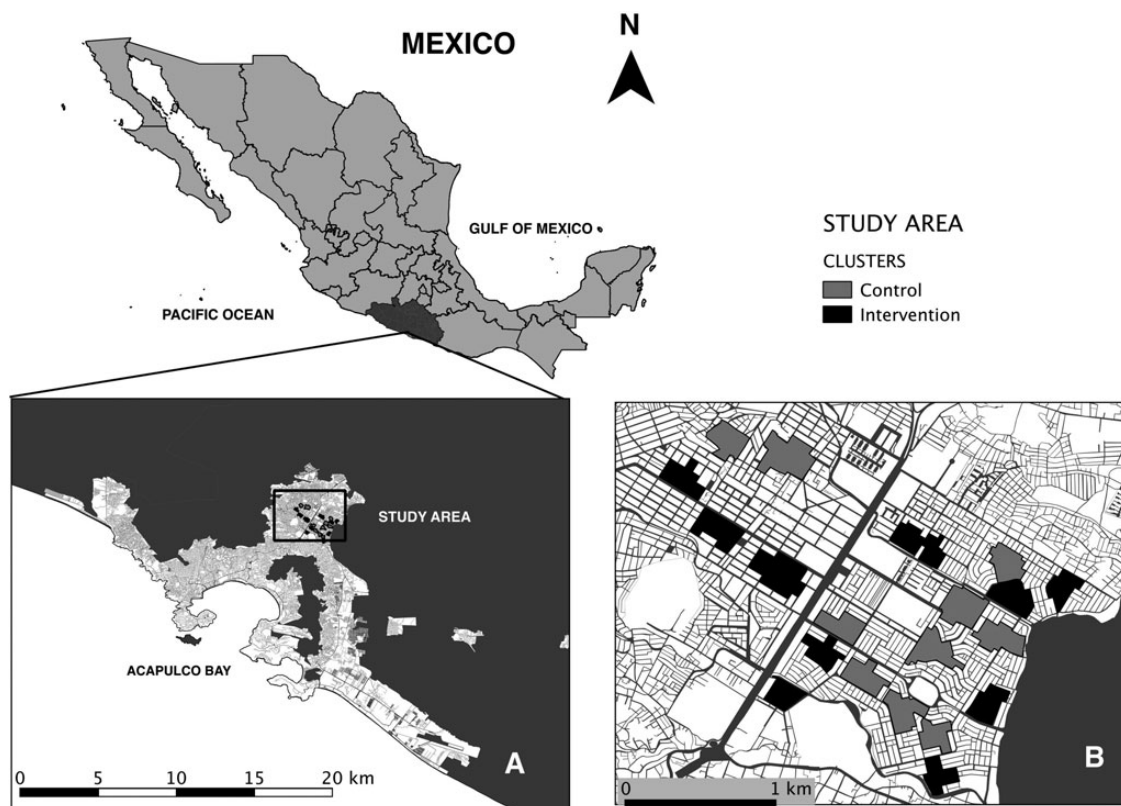 MEXICO
N
GULF OF MEXICO
PACIFIC OCEAN
STUDY AREA
CLUSTERS
Control
Intervention
STUDY AREA
ACAPULCO BAY
A
0 5 10 15 20 km
B
0 1 km